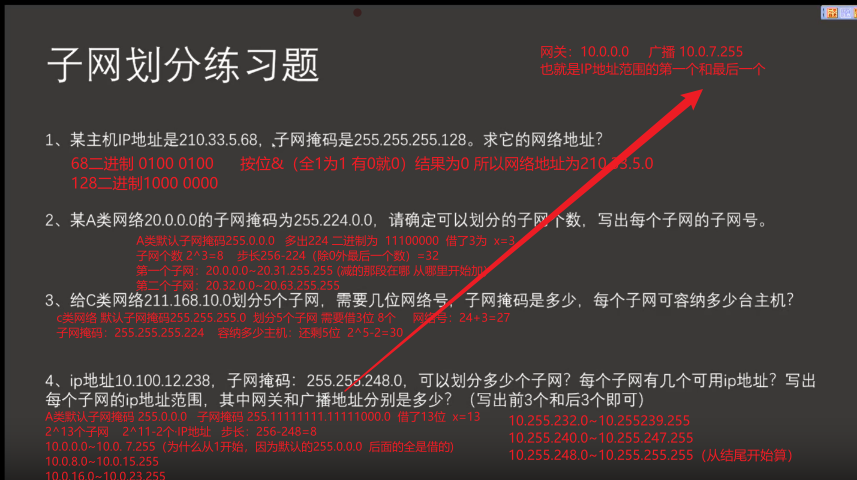 网关：10.0.0.0 广播 10.0.7.255
也就是IP地址范围的第一个和最后一个
子网划分练习题
1、某主机IP地址是210.33.5.68，子网掩码是255.255.255.128。求它的网络地址？
68二进制 0100 0100 按位&（全1为1 有0就0）结果为0 所以网络地址为210.33.5.0
128二进制1000 0000
2、某A类网络20.0.0.0的子网掩码为255.224.0.0，请确定可以划分的子网个数，写出每个子网的子网号。
A类默认子网掩码255.0.0.0 多出224 二进制为 11100000 借了3为 x=3
子网个数 2^3=8 步长256-224（除0外最后一个数）=32
第一个子网：20.0.0.0~20.31.255.255 (减的那段在哪 从哪里开始加)
第二个子网：20.32.0.0~20.63.255.255
3、给C类网络211.168.10.0划分5个子网，需要几位网络号，子网掩码是多少，每个子网可容纳多少台主机？
c类网络 默认子网掩码255.255.255.0 划分5个子网 需要借3位 8个 网络号：24+3=27
子网掩码：255.255.255.224 容纳多少主机：还剩5位 2^5-2=30
4、ip地址10.100.12.238，子网掩码：255.255.248.0，可以划分多少个子网？每个子网有几个可用ip地址？写出
每个子网的ip地址范围，其中网关和广播地址分别是多少？（写出前3个和后3个即可）
A类默认子网掩码 255.0.0.0 子网掩码 255.11111111.11111000.0 借了13位 x=13
2^13个子网 2^11-2个·IP地址 步长：256-248=8
10.0.0.0~10.0. 7.255（为什么从1开始，因为默认的255.0.0.0 后面的全是借的)
10.0.8.0~10.0.15.255
10.0.16.0~10.0.23.255
10.255.232.0~10.255239.255
10.255.240.0~10.255.247.255
10.255.248.0~10.255.255.255（从结尾开始算）